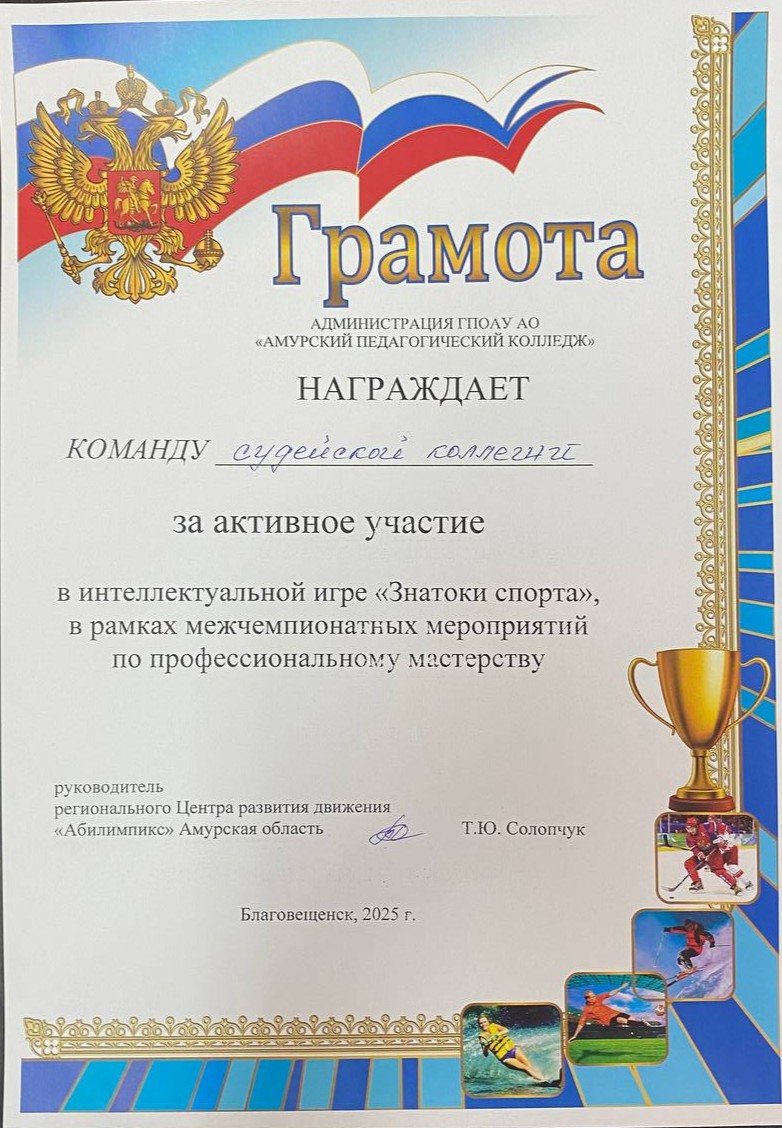 Грамота
АДМИНИСТРАЦИЯ ГПОАУ АО
«АМУРСКИЙ ПЕДАГОГИЧЕСКИЙ КОЛЛЕДЖ»
НАГРАЖДАЕТ
КОМАНДУ судейской коллегии
за активное участие
в интеллектуальной игре «Знатоки спорта»,
в рамках межчемпионатных мероприятий
по профессиональному мастерству
руководитель
регионального Центра развития движения
«Абилимпикс» Амурская область Т.Ю. Солопчук
Благовещенск, 2025 г.